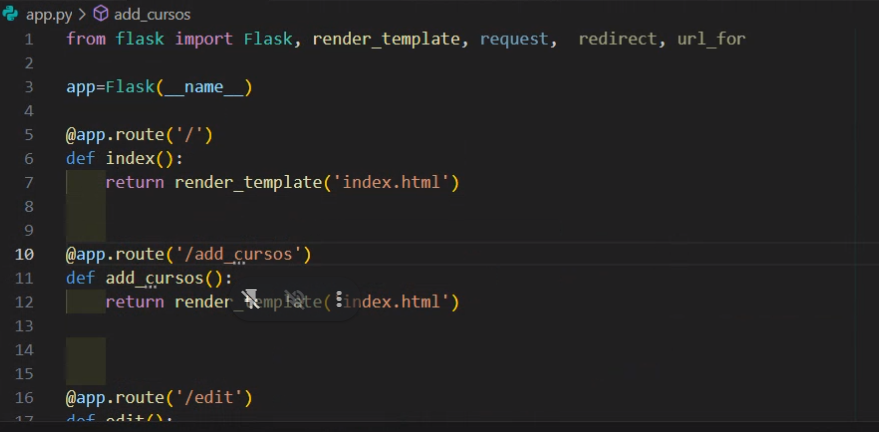 app.py > add_cursos
1 from flask import Flask, render_template, request,  redirect, url_for
2
3 app=Flask(__name__)
4
5 @app.route('/')
6 def index():
7     return render_template('index.html')
8
9
10 @app.route('/add_cursos')
11 def add_cursos():
12     return render_template('index.html')
13
14
15
16 @app.route('/edit')
17 def edit():